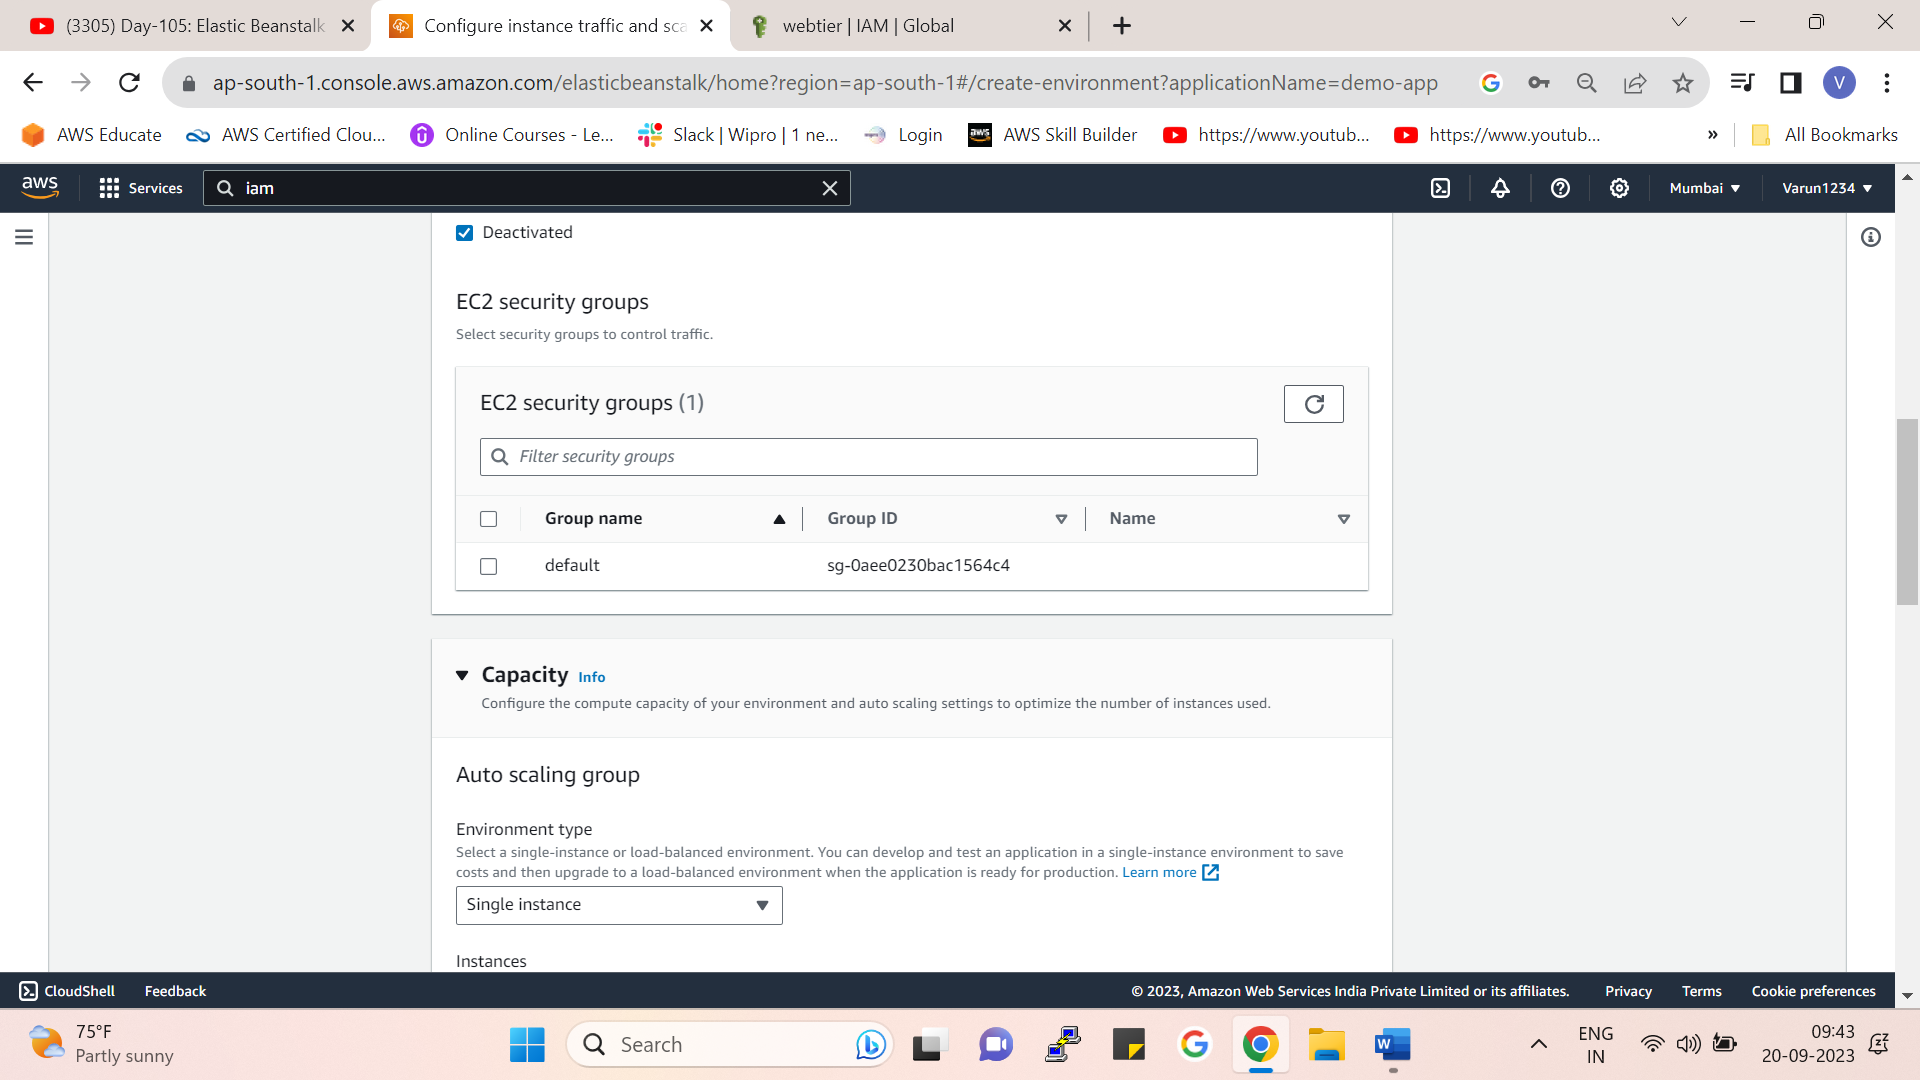 (3305) Day-105: Elastic Beanstalk
Configure instance traffic and sca
webtier | IAM | Global
ap-south-1.console.aws.amazon.com/elasticbeanstalk/home?region=ap-south-1#/create-environment?applicationName=demo-app
V
AWS Educate
AWS Certified Clou...
Online Courses - Le...
Slack | Wipro | 1 ne...
Login
AWS Skill Builder
https://www.youtub...
https://www.youtub...
»
All Bookmarks
aws
Services
iam
Mumbai
Varun1234
Deactivated
EC2 security groups
Select security groups to control traffic.
EC2 security groups (1)
Filter security groups
Group name
Group ID
Name
default
sg-0aee0230bac1564c4
Capacity Info
Configure the compute capacity of your environment and auto scaling settings to optimize the number of instances used.
Auto scaling group
Environment type
Select a single-instance or load-balanced environment. You can develop and test an application in a single-instance environment to save
costs and then upgrade to a load-balanced environment when the application is ready for production. Learn more
Single instance
Instances
CloudShell
Feedback
© 2023, Amazon Web Services India Private Limited or its affiliates.
Privacy
Terms
Cookie preferences
75°F
Partly sunny
Search
ENG
IN
09:43
20-09-2023